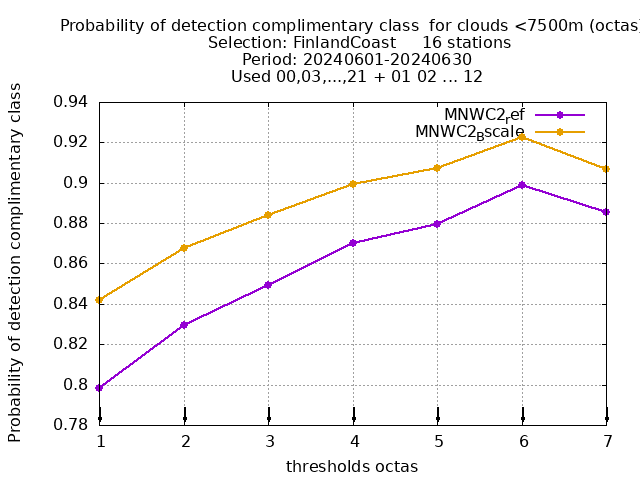 Probability of detection complimentary class  for clouds <7500m (octas)
Selection: FinlandCoast     16 stations
Period: 20240601-20240630
Used 00,03,...,21 + 01 02 ... 12
Probability of detection complimentary class
0.94
0.92
0.9
0.88
0.86
0.84
0.82
0.8
0.78
MNWC2ref
MNWC2Bscale
1 2 3 4 5 6 7
thresholds octas